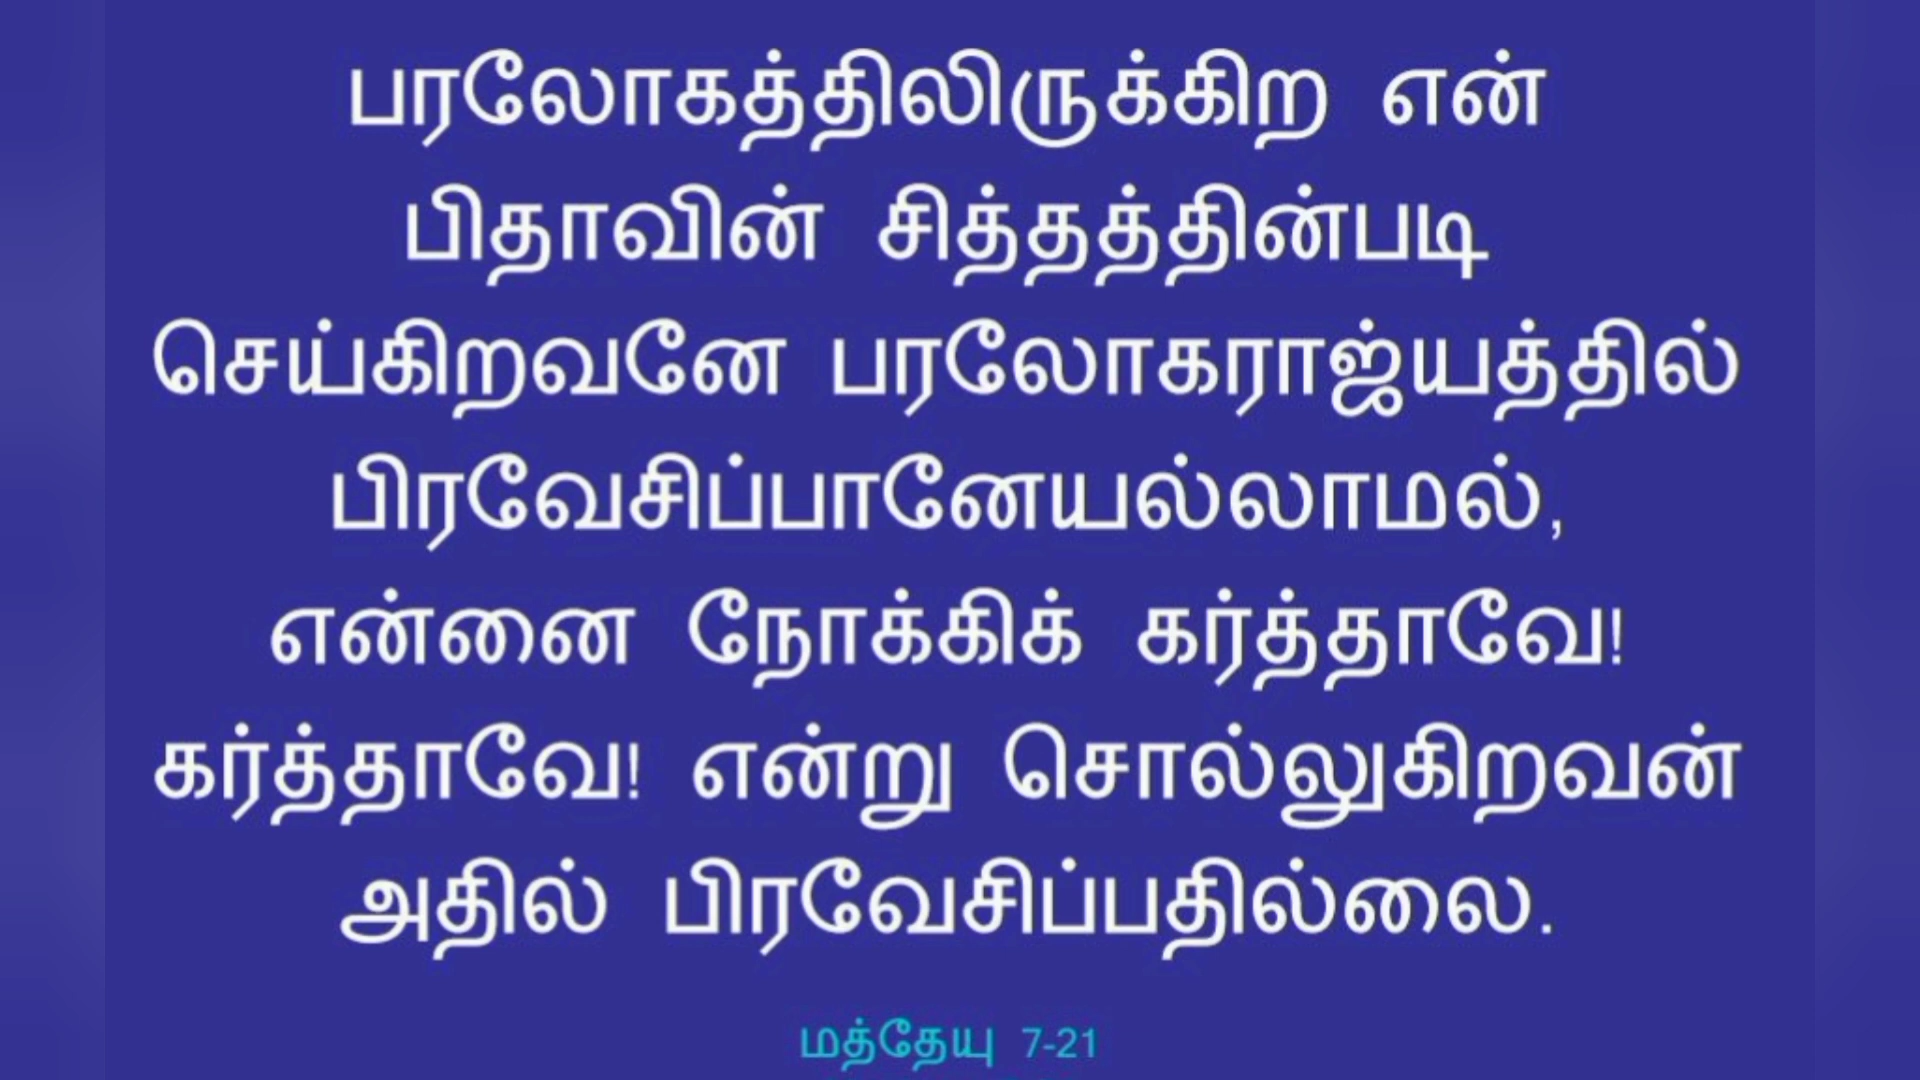 பரலோகத்திலிருக்கிற என்
பிதாவின் சித்தத்தின்படி
செய்கிறவனே பரலோகராஜ்யத்தில்
பிரவேசிப்பானேயல்லாமல்,
என்னை நோக்கிக் கர்த்தாவே!
கர்த்தாவே! என்று சொல்லுகிறவன்
அதில் பிரவேசிப்பதில்லை.
மத்தேயு 7-21